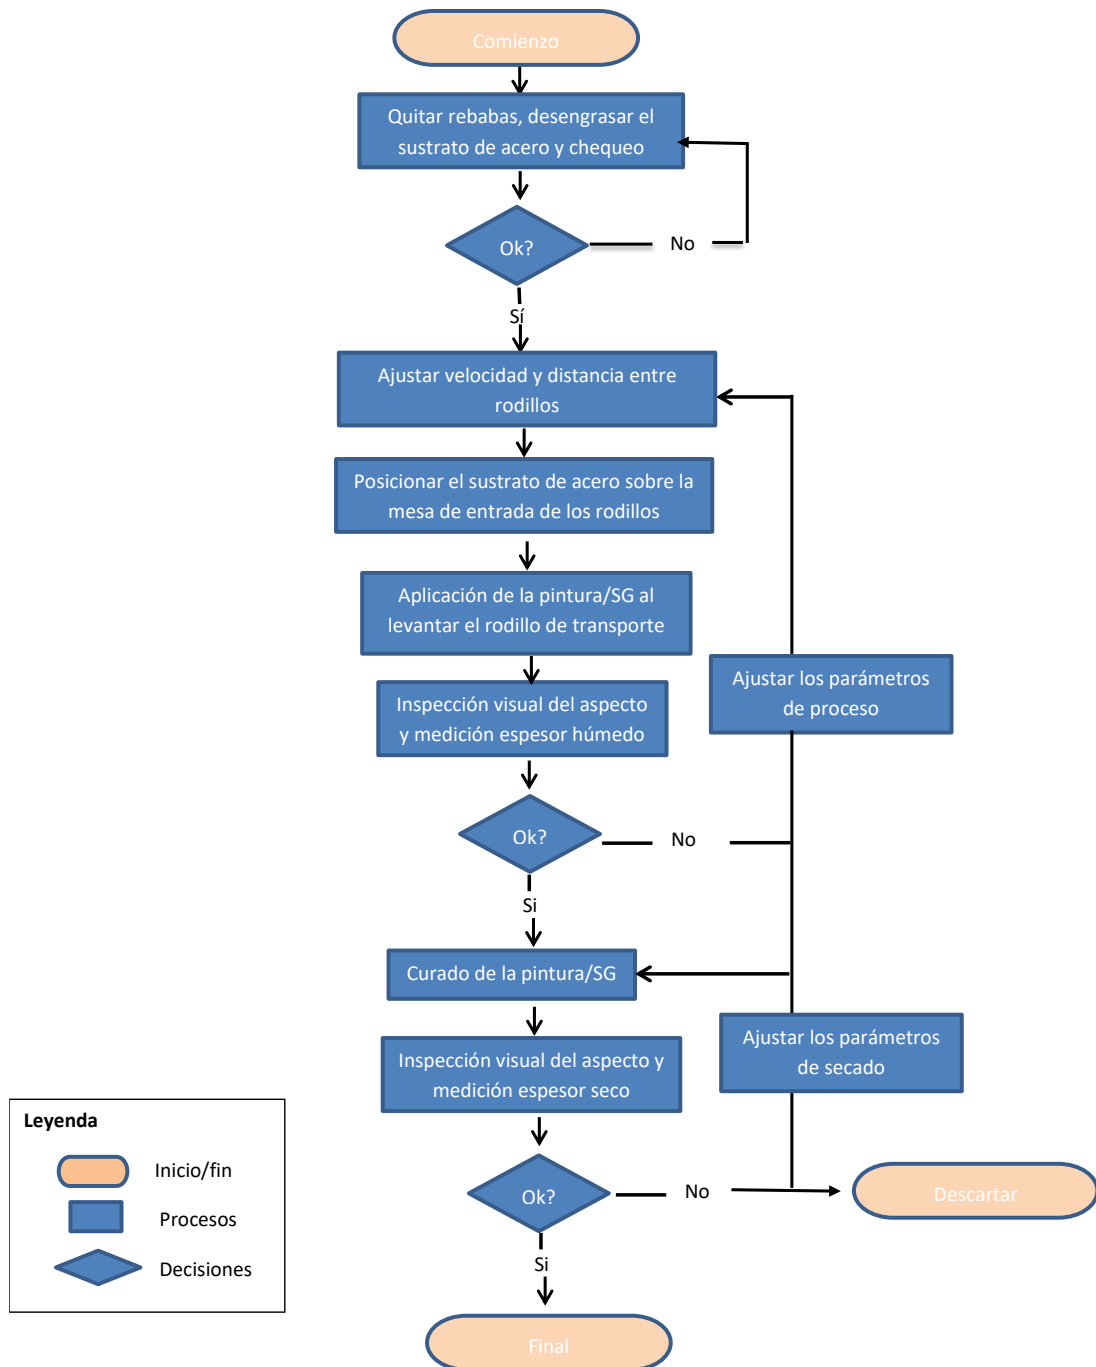 Comienzo
Quitar rebabas, desengrasar el
sustrato de acero y chequeo
Ok?
No
Sí
Ajustar velocidad y distancia entre
rodillos
Posicionar el sustrato de acero sobre la
mesa de entrada de los rodillos
Aplicación de la pintura/SG al
levantar el rodillo de transporte
Ajustar los parámetros
de proceso
Inspección visual del aspecto
y medición espesor húmedo
Ok?
No
Si
Curado de la pintura/SG
Ajustar los parámetros
de secado
Inspección visual del aspecto y
medición espesor seco
Ok?
No
Descartar
Si
Final
Leyenda
Inicio/fin
Procesos
Decisiones